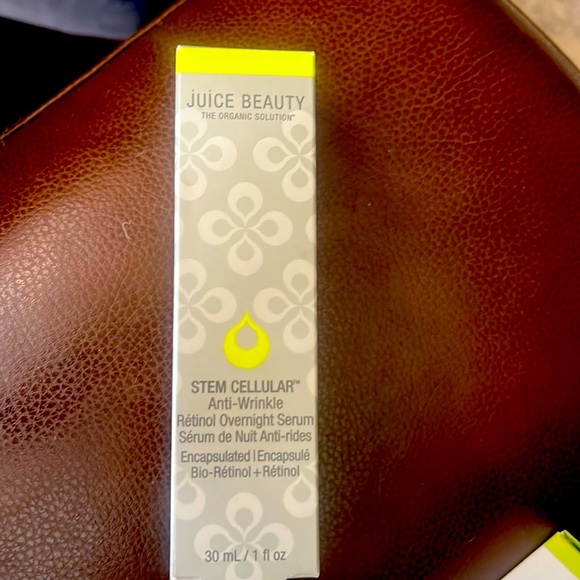 juice BEAUTY
THE ORGANIC SOLUTION™
STEM CELLULAR™
Anti-Wrinkle
Rétinol Overnight Serum
Sérum de Nuit Anti-rides
Encapsulated | Encapsulé
Bio-Rétinol + Rétinol
30 mL / 1 fl oz